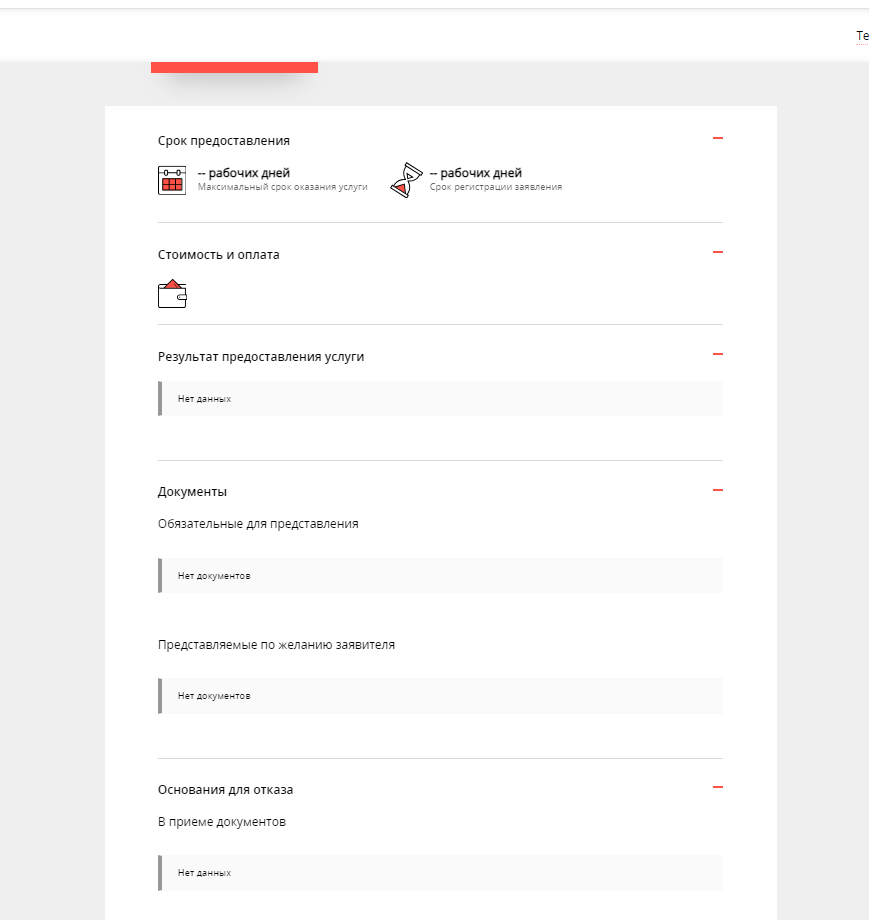 Те
Срок предоставления
-- рабочих дней
Максимальный срок оказания услуги
-- рабочих дней
Срок регистрации заявления
Стоимость и оплата
Результат предоставления услуги
Нет данных
Документы
Обязательные для представления
Нет документов
Представляемые по желанию заявителя
Нет документов
Основания для отказа
В приеме документов
Нет данных